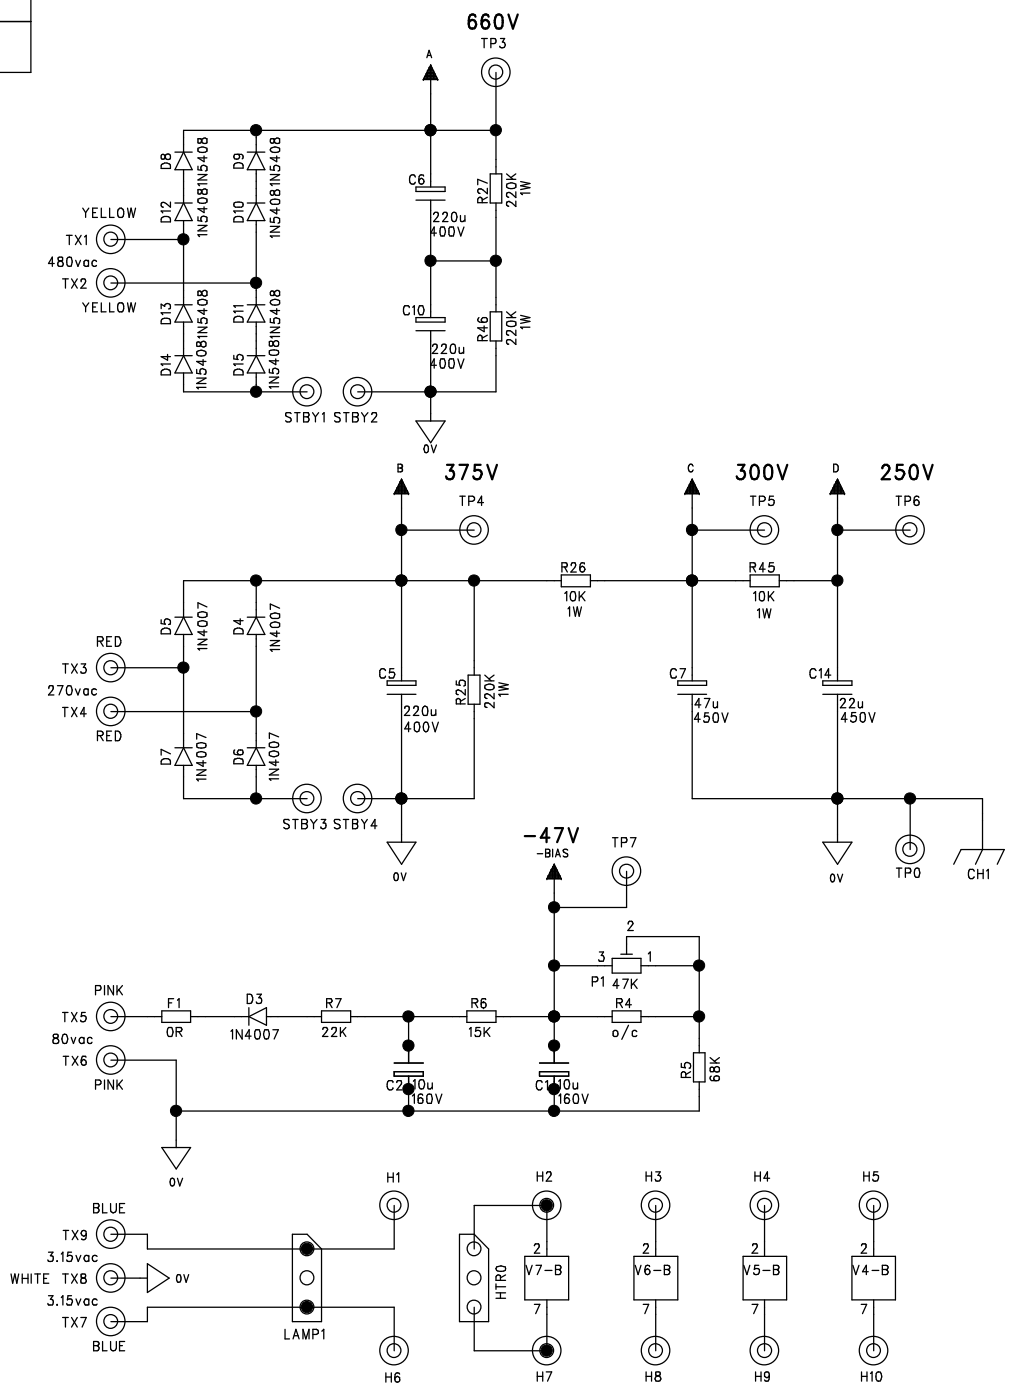 660V
TP3
A
D8
1N5408
D9
1N5408
C6
R27
220K
1W
D12
1N5408
D10
1N5408
YELLOW
TX1
220u
400V
480vac
TX2
YELLOW
D13
1N5408
D11
1N5408
C10
R46
220K
1W
D14
1N5408
D15
1N5408
220u
400V
STBY1
STBY2
0V
B
375V
TP4
C
300V
TP5
D
250V
TP6
R26
10K
1W
R45
10K
1W
D5
1N4007
D4
1N4007
RED
TX3
270vac
TX4
RED
C5
220u
400V
R25
220K
1W
C7
47u
450V
C14
22u
450V
D7
1N4007
D6
1N4007
STBY3
STBY4
0V
0V
TP0
CH1
-47V
-BIAS
TP7
2
3
1
P1
47K
PINK
TX5
80vac
TX6
PINK
F1
0R
D3
1N4007
R7
22K
R6
15K
R4
o/c
C2
10u
160V
C1
10u
160V
R5
68K
0V
H1
H2
H3
H4
H5
BLUE
TX9
3.15vac
WHITE TX8
0V
3.15vac
TX7
BLUE
LAMP1
HTR0
2
V7-B
7
2
V6-B
7
2
V5-B
7
2
V4-B
7
H6
H7
H8
H9
H10